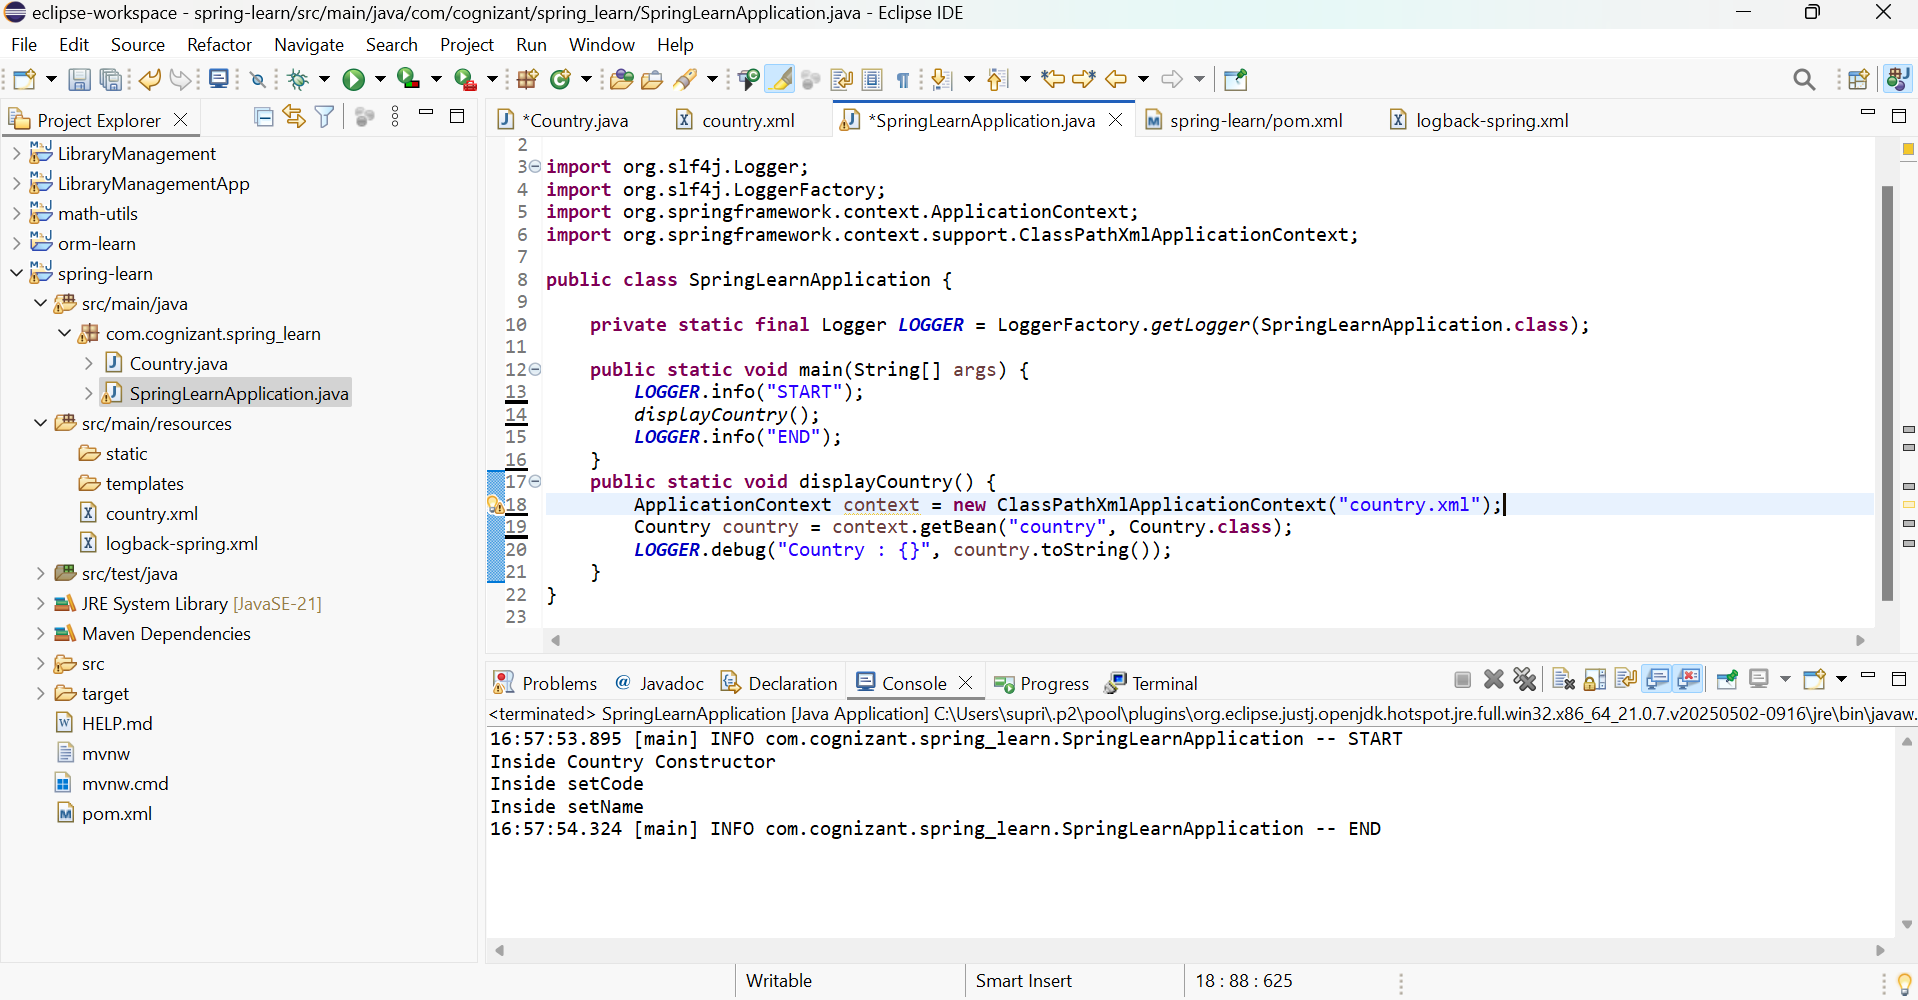 eclipse-workspace - spring-learn/src/main/java/com/cognizant/spring_learn/SpringLearnApplication.java - Eclipse IDE
File Edit Source Refactor Navigate Search Project Run Window Help
Project Explorer
LibraryManagement
LibraryManagementApp
math-utils
orm-learn
spring-learn
src/main/java
com.cognizant.spring_learn
Country.java
SpringLearnApplication.java
src/main/resources
static
templates
country.xml
logback-spring.xml
src/test/java
JRE System Library [JavaSE-21]
Maven Dependencies
src
target
HELP.md
mvnw
mvnw.cmd
pom.xml
*Country.java country.xml *SpringLearnApplication.java spring-learn/pom.xml logback-spring.xml
2
3 import org.slf4j.Logger;
4 import org.slf4j.LoggerFactory;
5 import org.springframework.context.ApplicationContext;
6 import org.springframework.context.support.ClassPathXmlApplicationContext;
7
8 public class SpringLearnApplication {
9
10 private static final Logger LOGGER = LoggerFactory.getLogger(SpringLearnApplication.class);
11
12 public static void main(String[] args) {
13 LOGGER.info("START");
14 displayCountry();
15 LOGGER.info("END");
16 }
17 public static void displayCountry() {
18 ApplicationContext context = new ClassPathXmlApplicationContext("country.xml");
19 Country country = context.getBean("country", Country.class);
20 LOGGER.debug("Country : {}", country.toString());
21 }
22 }
23
Problems Javadoc Declaration Console Progress Terminal
<terminated> SpringLearnApplication [Java Application] C:\Users\supri\.p2\pool\plugins\org.eclipse.justj.openjdk.hotspot.jre.full.win32.x86_64_21.0.7.v20250502-0916\jre\bin\javaw.
16:57:53.895 [main] INFO com.cognizant.spring_learn.SpringLearnApplication -- START
Inside Country Constructor
Inside setCode
Inside setName
16:57:54.324 [main] INFO com.cognizant.spring_learn.SpringLearnApplication -- END
Writable Smart Insert 18 : 88 : 625